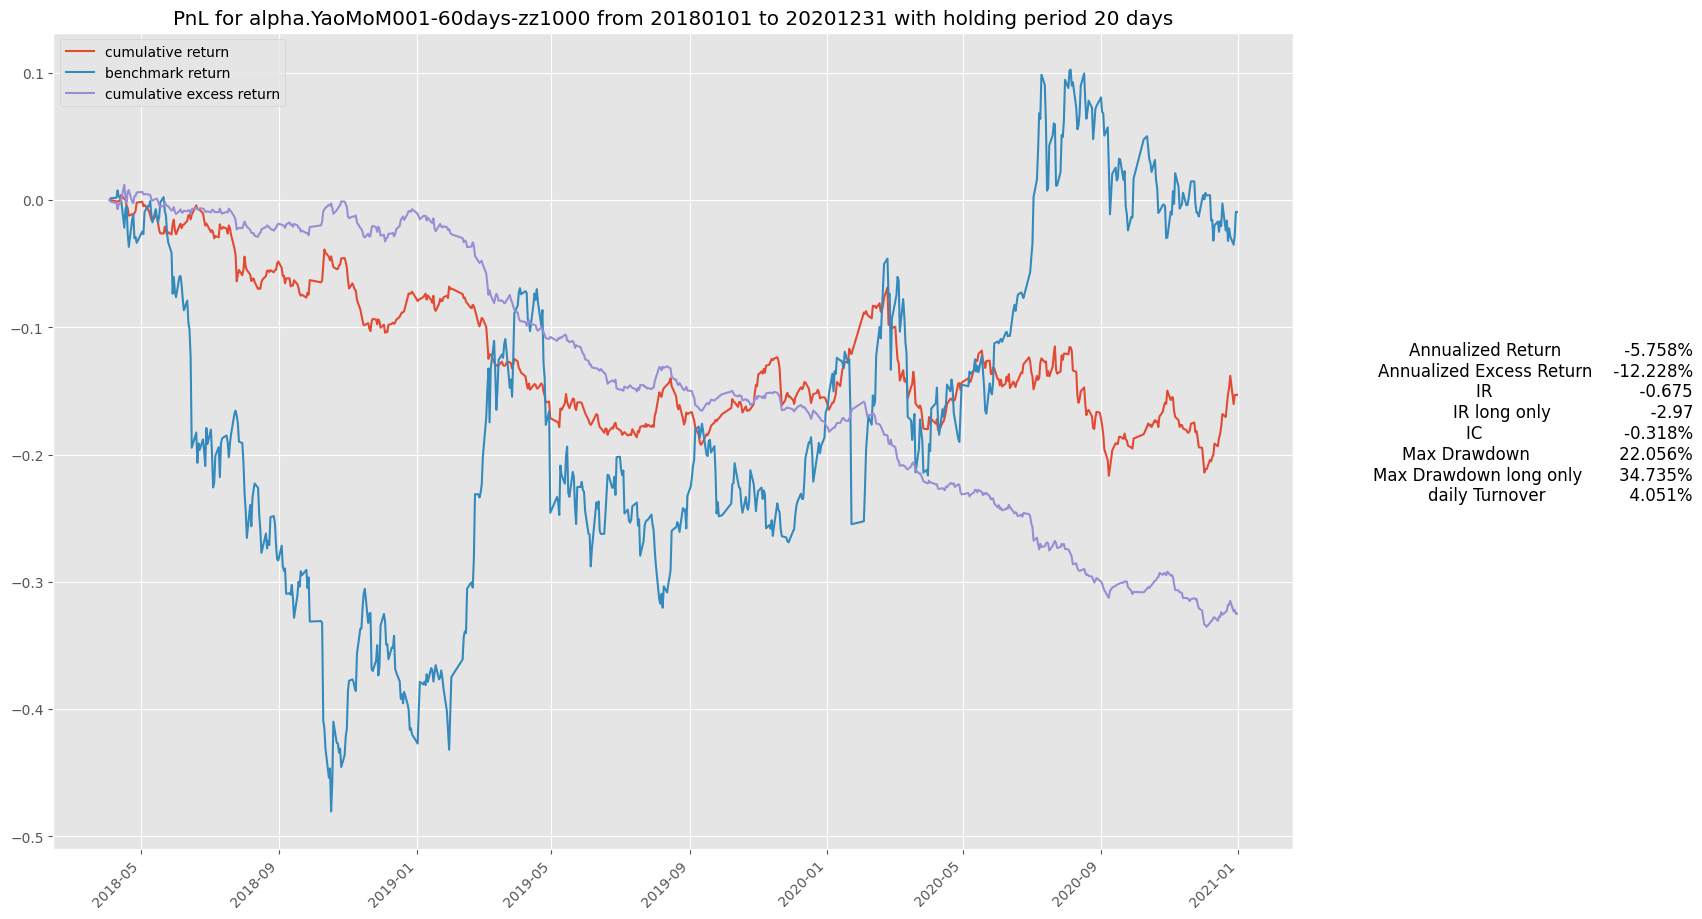 PnL for alpha.YaoMoM001-60days-zz1000 from 20180101 to 20201231 with holding period 20 days
cumulative return
benchmark return
cumulative excess return
0.1
0.0
−0.1
−0.2
−0.3
−0.4
−0.5
2018-05
2018-09
2019-01
2019-05
2019-09
2020-01
2020-05
2020-09
2021-01
Annualized Return -5.758%
Annualized Excess Return -12.228%
IR -0.675
IR long only -2.97
IC -0.318%
Max Drawdown 22.056%
Max Drawdown long only 34.735%
daily Turnover 4.051%